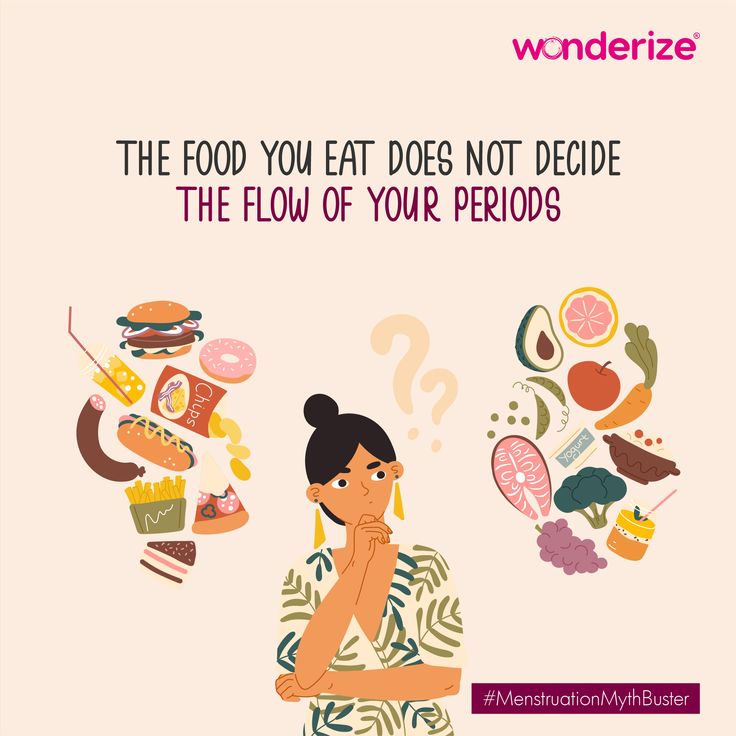 wonderize®
THE FOOD YOU EAT DOES NOT DECIDE
THE FLOW OF YOUR PERIODS
Chips
Yogurt
#MenstruationMythBuster